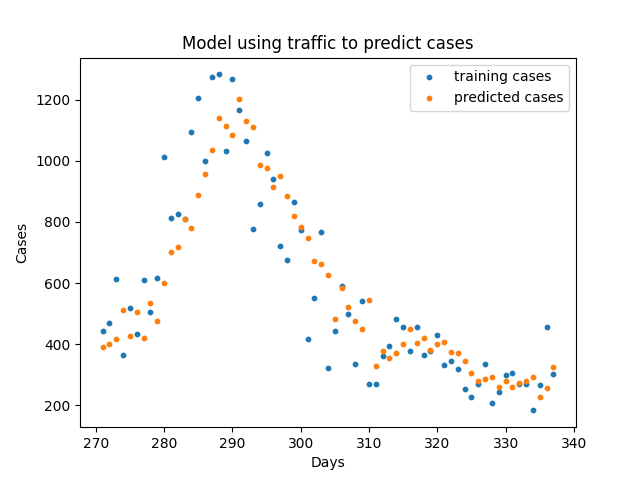 Model using traffic to predict cases
training cases
predicted cases
1200
1000
800
600
400
200
Cases
270 280 290 300 310 320 330 340
Days